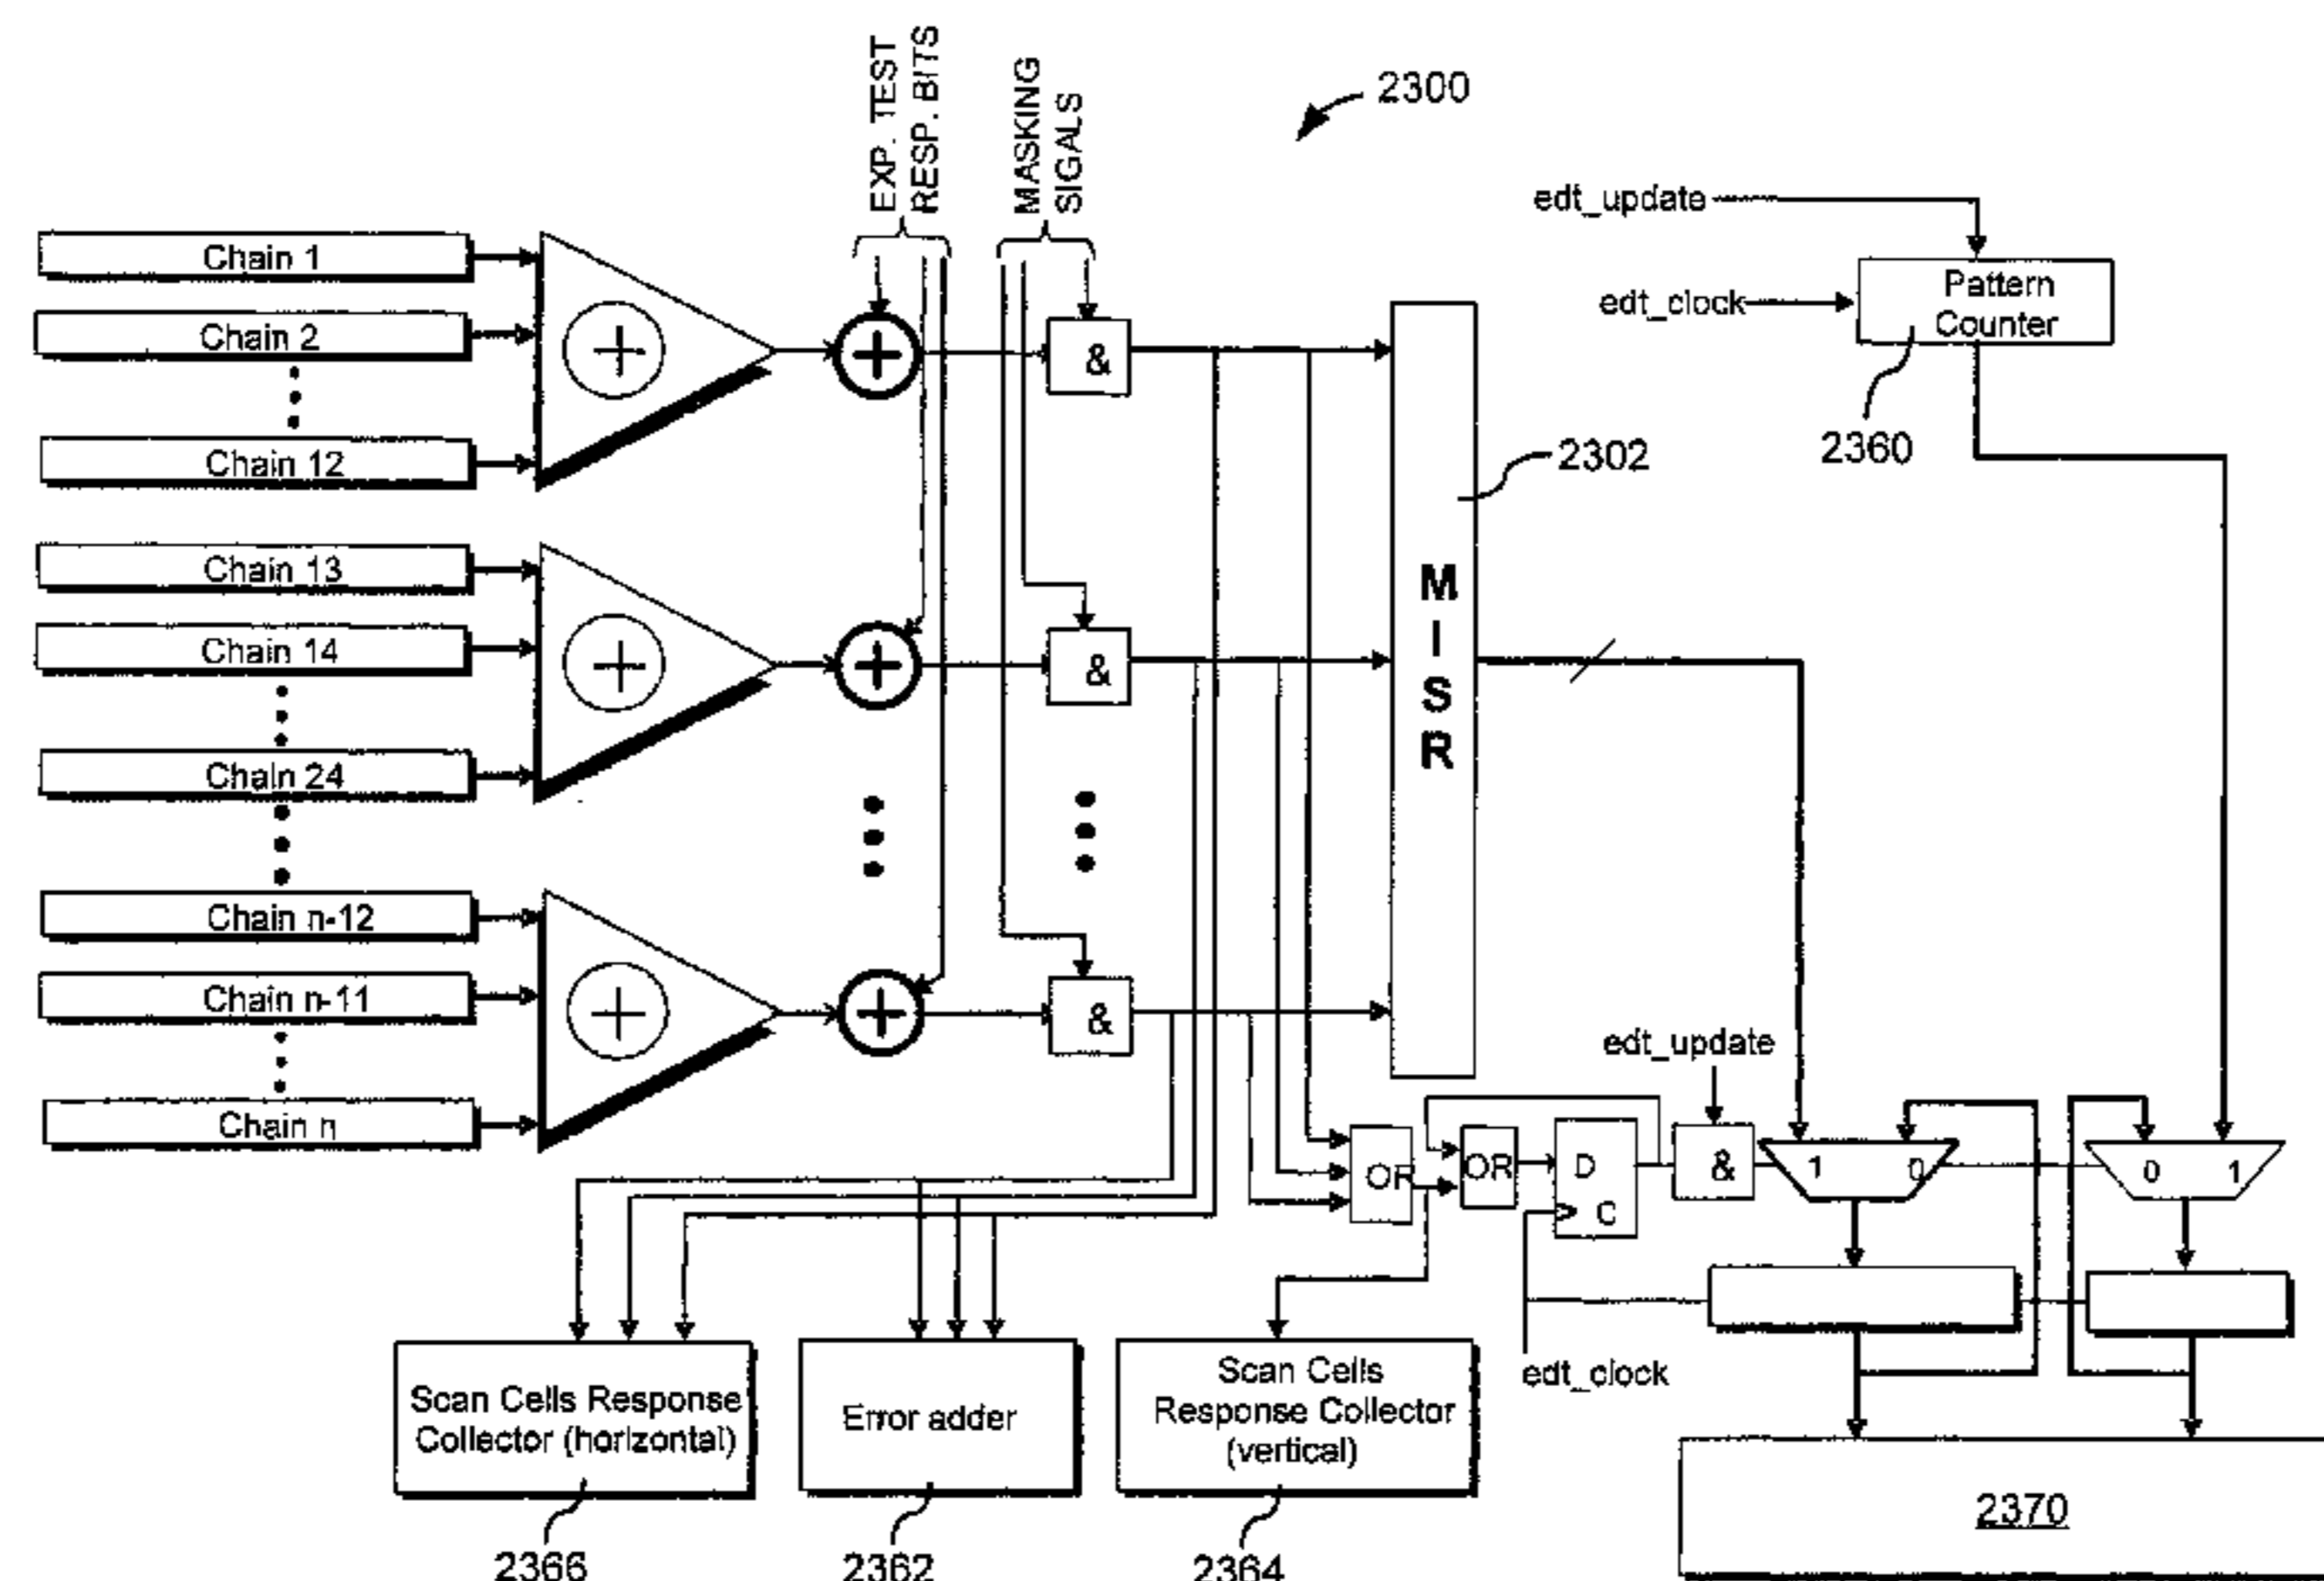 EXP. TEST
RESP. BITS
MASKING
SIGALS
2300
edt_update
edt_clock
Pattern
Counter
2360
Chain 1
Chain 2
Chain 12
2302
Chain 13
Chain 14
Chain 24
Chain n-12
Chain n-11
Chain n
+
+
+
+
+
+
&
&
&
M
I
S
R
edt_update
OR
OR
D
C
&
1
0
0
1
edt_clock
Scan Cells Response
Collector (horizontal)
Error adder
Scan Cells
Response Collector
(vertical)
2370
2366
2362
2364